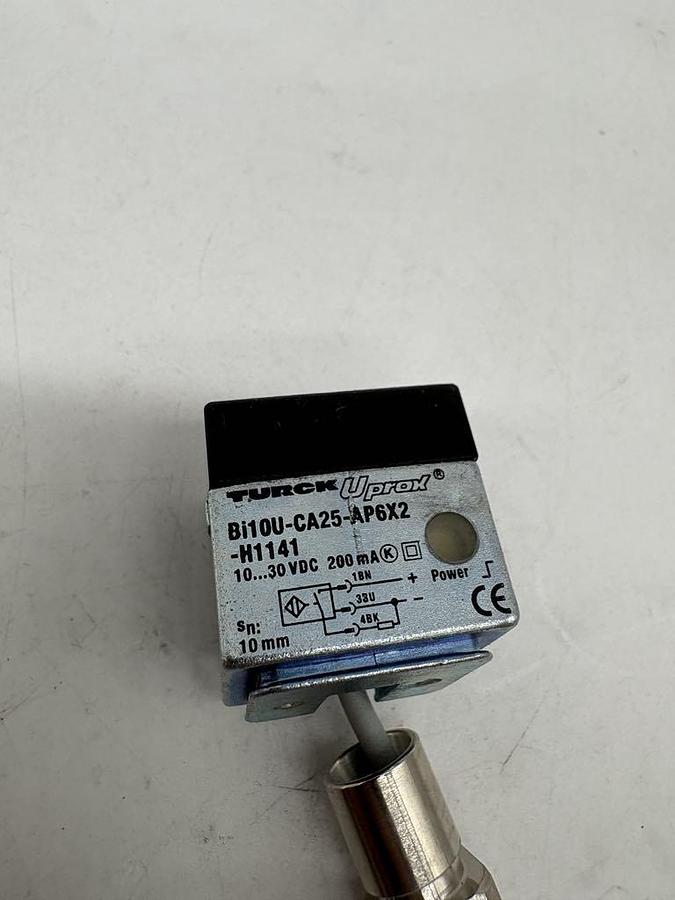 TURCK Uprox®
Bi10U-CA25-AP6X2
-H1141
10...30 VDC 200 mA K
1BN +
3BU -
4BK
Power
sn:
10 mm
CE